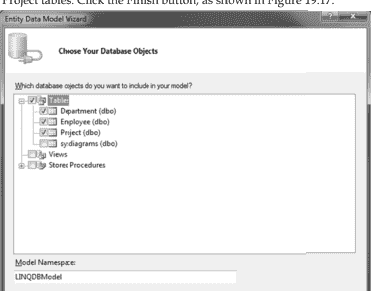 Project tables. Click the Finish button, as shown in Figure 19.17.
Entity Data Model Wizard
Choose Your Database Objects
Which database objects do you want to include in your model?
Tables
Department (dbo)
Employee (dbo)
Project (dbo)
sysdiagrams (dbo)
Views
Stored Procedures
Model Namespace:
LINQDBModel